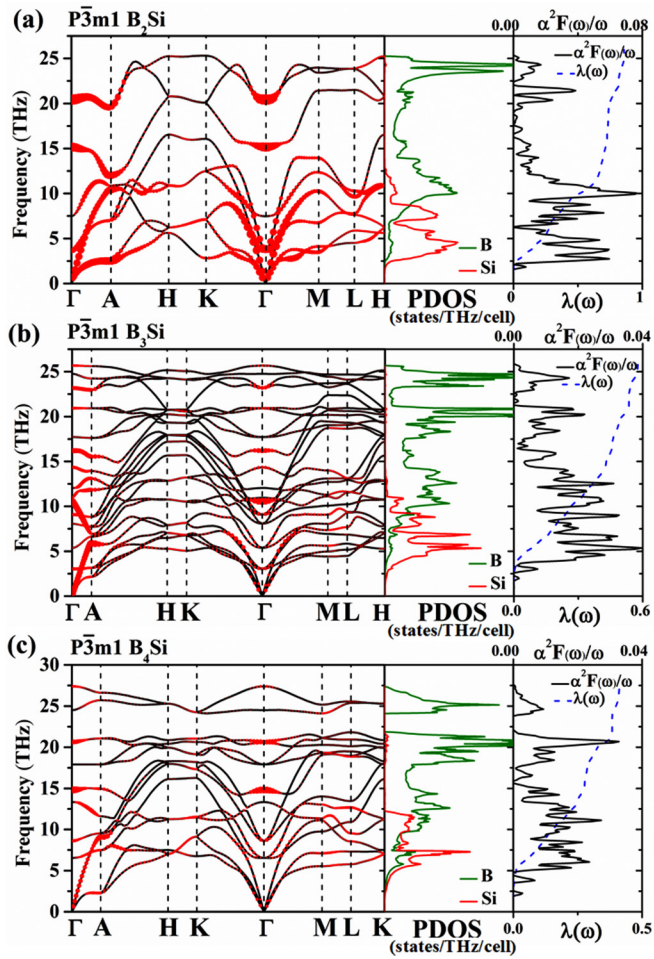 (a) P3̅m1 B₂Si
0.00 α²F(ω)/ω 0.08
α²F(ω)/ω
λ(ω)
Frequency (THz)
25
20
15
10
5
0
B
Si
Γ A H K Γ M L H
PDOS
(states/THz/cell)
0 λ(ω) 1
(b) P3̅m1 B₃Si
0.00 α²F(ω)/ω 0.04
α²F(ω)/ω
λ(ω)
Frequency (THz)
25
20
15
10
5
0
B
Si
Γ A H K Γ M L H
PDOS
(states/THz/cell)
0.0 λ(ω) 0.6
(c) P3̅m1 B₄Si
0.00 α²F(ω)/ω 0.04
α²F(ω)/ω
λ(ω)
Frequency (THz)
30
25
20
15
10
5
0
B
Si
Γ A H K Γ M L K
PDOS
(states/THz/cell)
0.0 λ(ω) 0.5